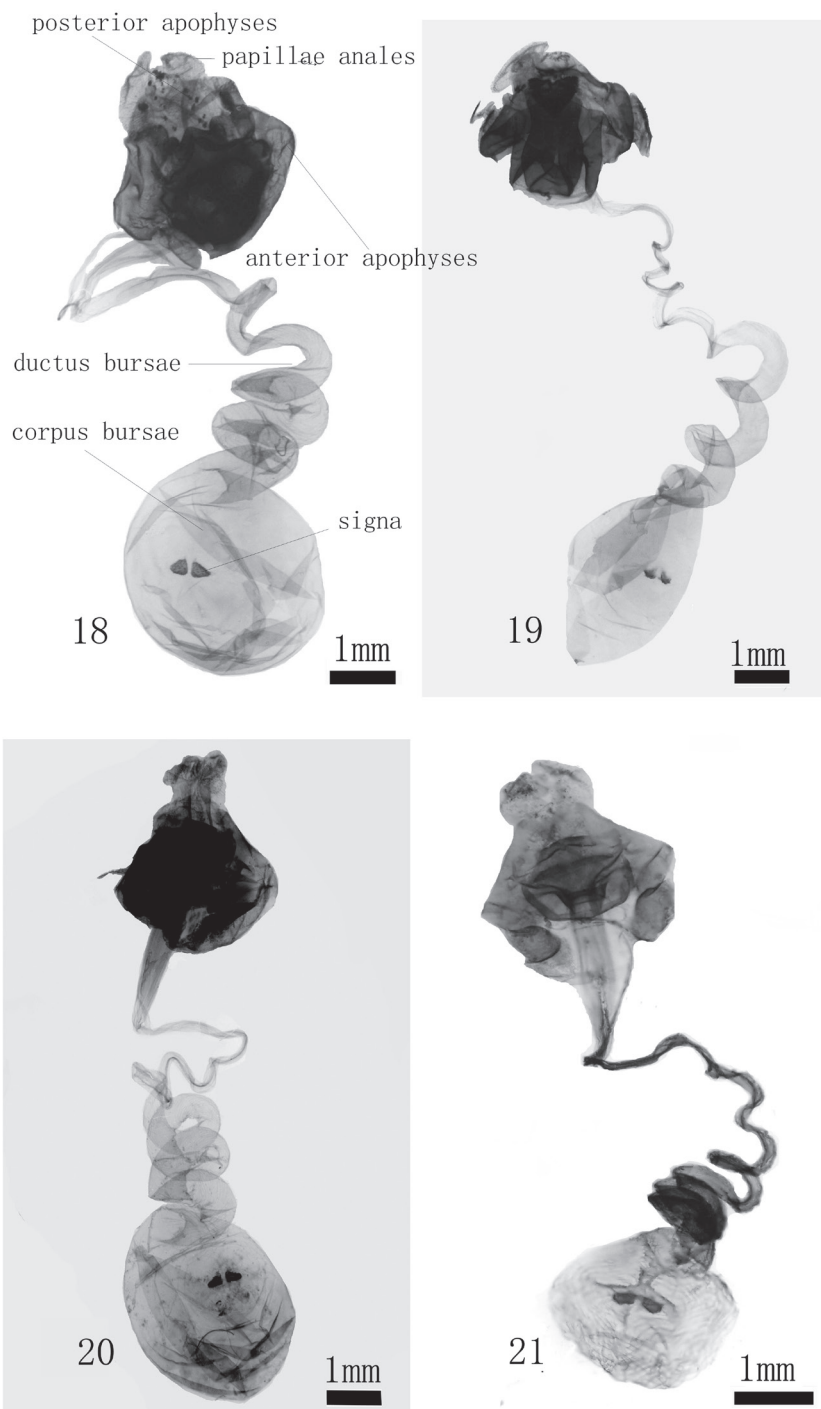 posterior apophyses
papillae anales
anterior apophyses
ductus bursae
corpus bursae
signa
18
1mm
19
1mm
20
1mm
21
1mm